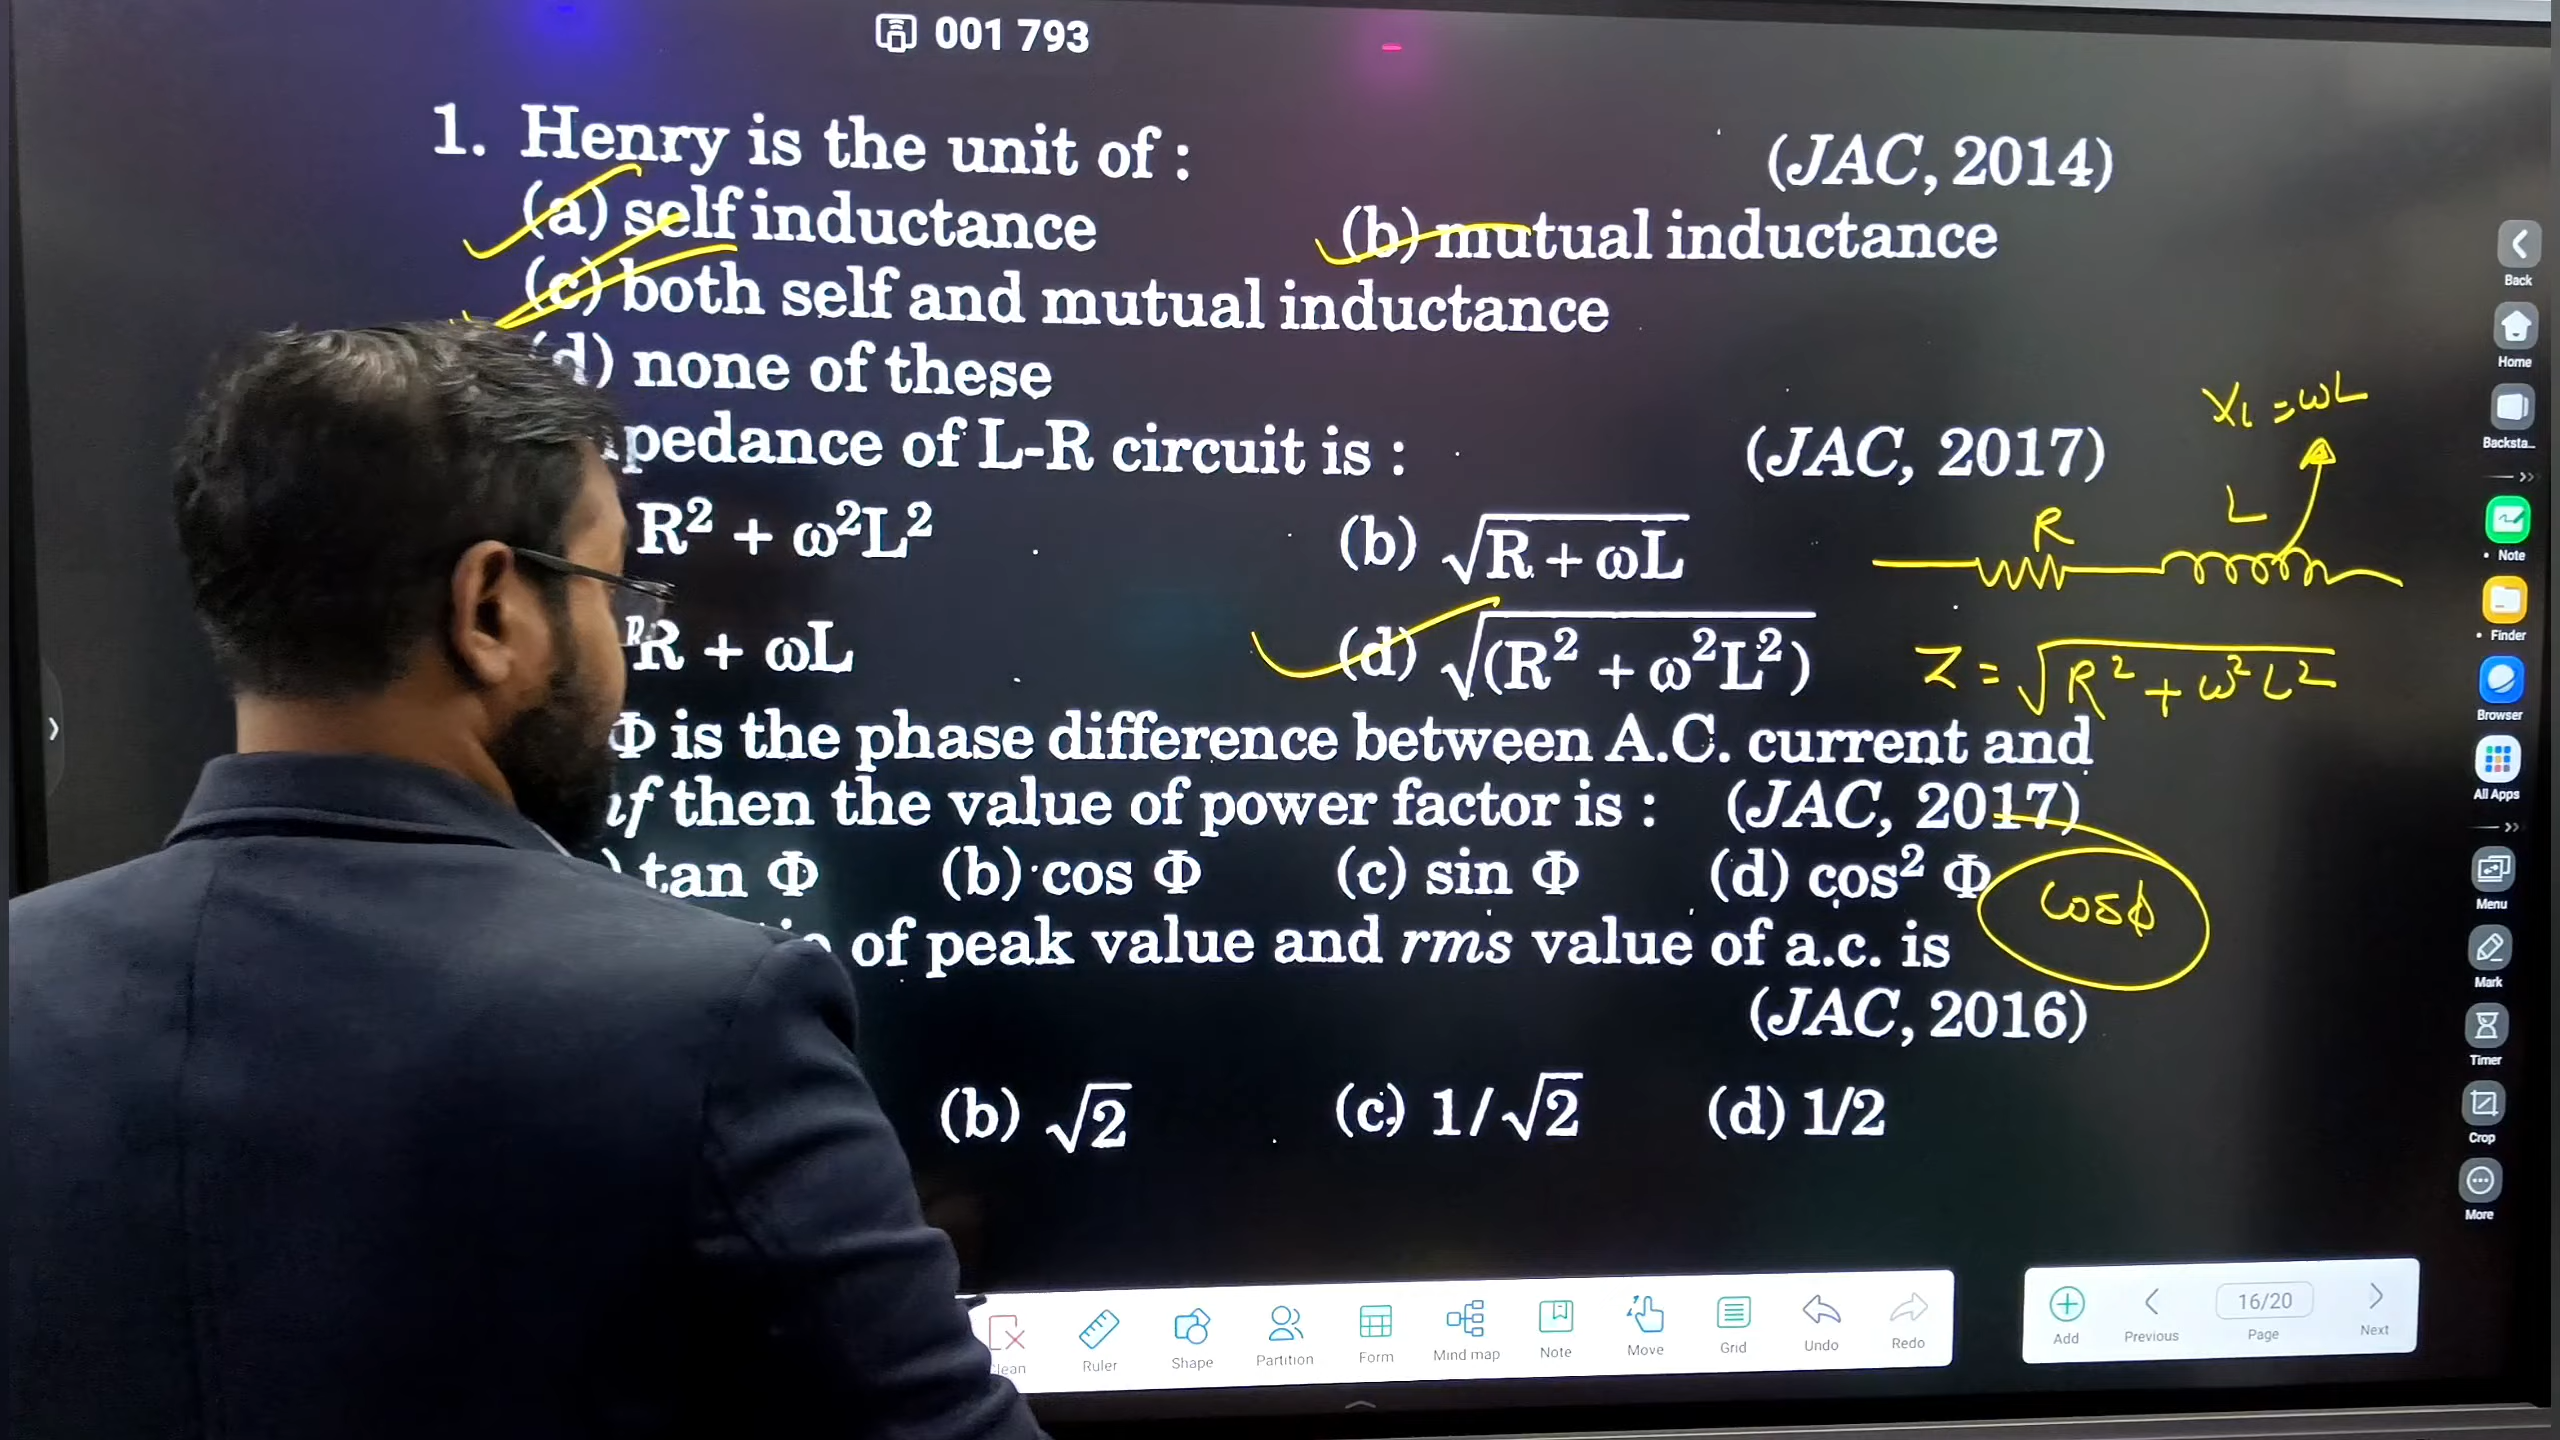 001 793
1. Henry is the unit of : (JAC, 2014)
(a) self inductance (b) mutual inductance
(c) both self and mutual inductance
(d) none of these
pedance of L-R circuit is : (JAC, 2017)
X_L = ωL
R² + ω²L² (b) √(R + ωL)
R L
R + ωL (d) √(R² + ω²L²)
Z = √(R² + ω²L²)
Φ is the phase difference between A.C. current and
f then the value of power factor is : (JAC, 2017)
tan Φ (b) cos Φ (c) sin Φ (d) cos² Φ
cosϕ
of peak value and rms value of a.c. is
(JAC, 2016)
(b) √2 (c) 1/√2 (d) 1/2
Back
Home
Backsta...
Note
Finder
Browser
All Apps
Menu
Mark
Timer
Crop
More
Clean Ruler Shape Partition Form Mind map Note Move Grid Undo Redo
Add Previous 16/20 Page Next